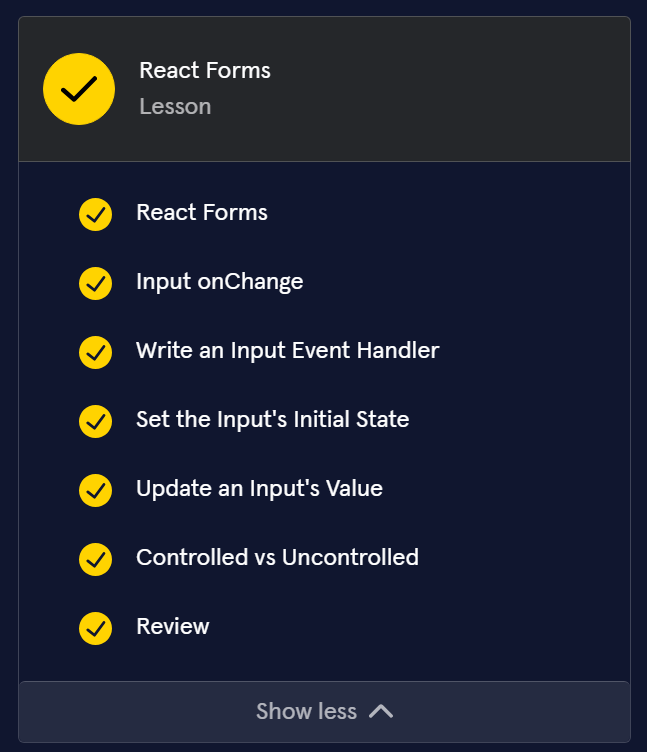 React Forms
Lesson
React Forms
Input onChange
Write an Input Event Handler
Set the Input's Initial State
Update an Input's Value
Controlled vs Uncontrolled
Review
Show less